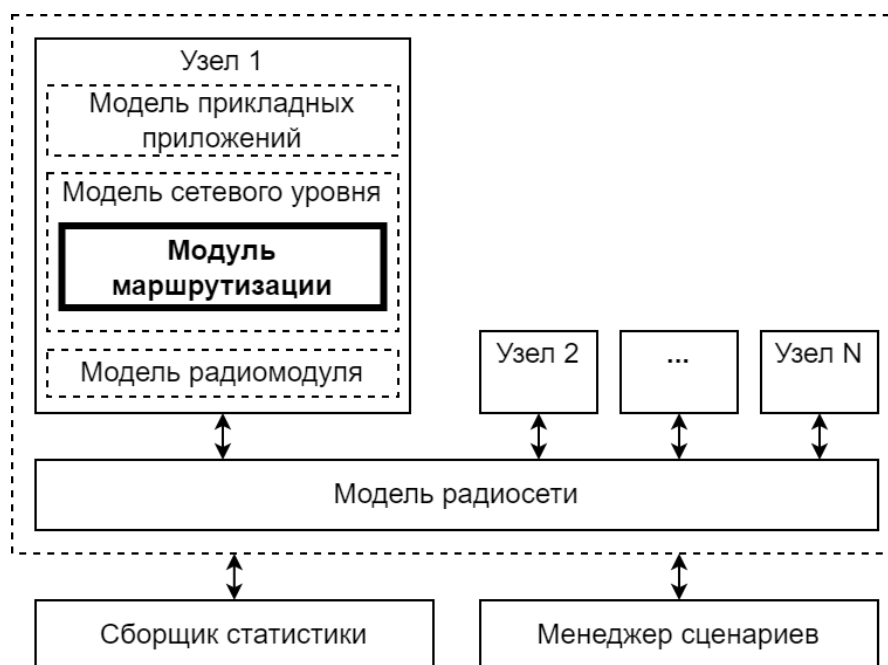 Узел 1
Модель прикладных
приложений
Модель сетевого уровня
Модуль
маршрутизации
Модель радиомодуля
Узел 2
...
Узел N
Модель радиосети
Сборщик статистики
Менеджер сценариев